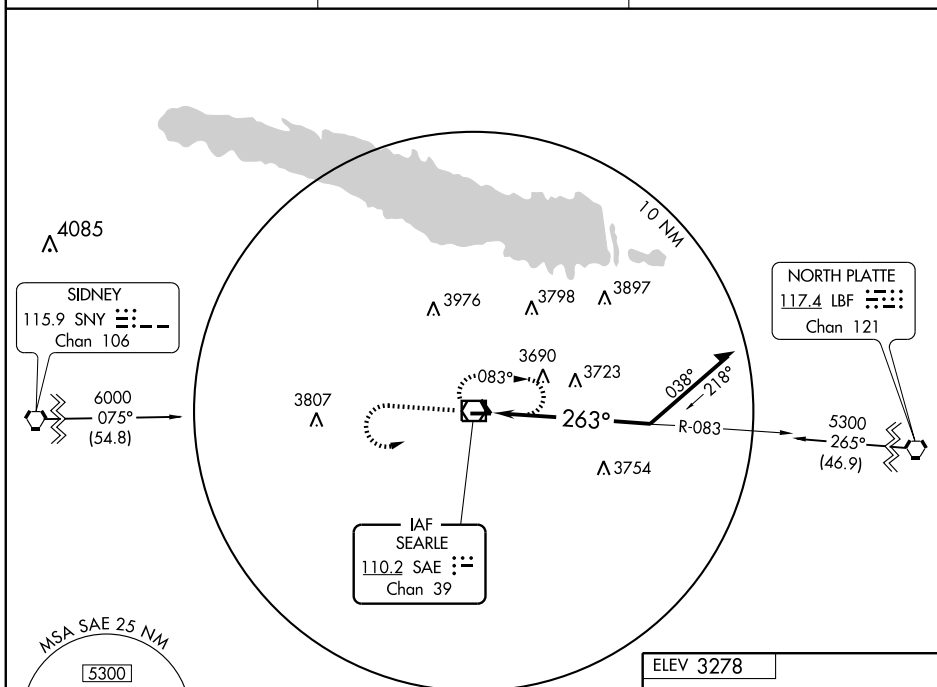 4085
10 NM
SIDNEY
115.9 SNY
Chan 106
NORTH PLATTE
117.4 LBF
Chan 121
3976
3798
3897
3690
3723
083°
038°
218°
6000
075°
(54.8)
3807
263°
R-083
5300
265°
(46.9)
3754
IAF
SEARLE
110.2 SAE
Chan 39
MSA SAE 25 NM
5300
ELEV 3278